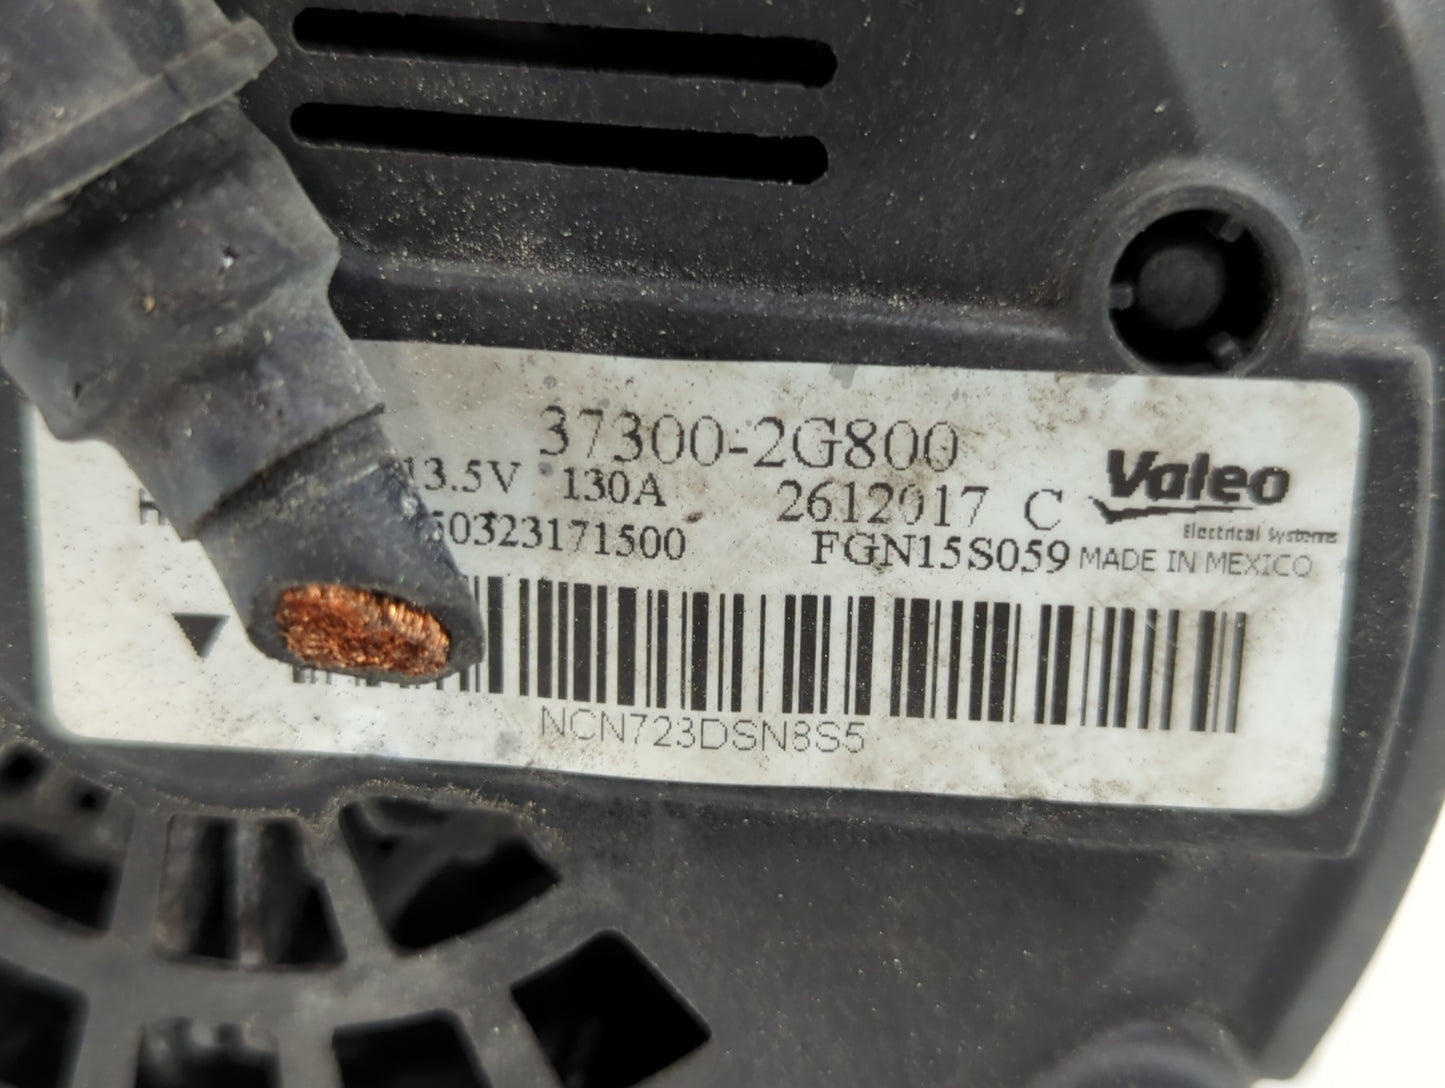 37300-2G800
13.5V 130A 2612017 C Valeo
Electrical Systems
50323171500 FGN15S059 MADE IN MEXICO
NCN723DSN8S5